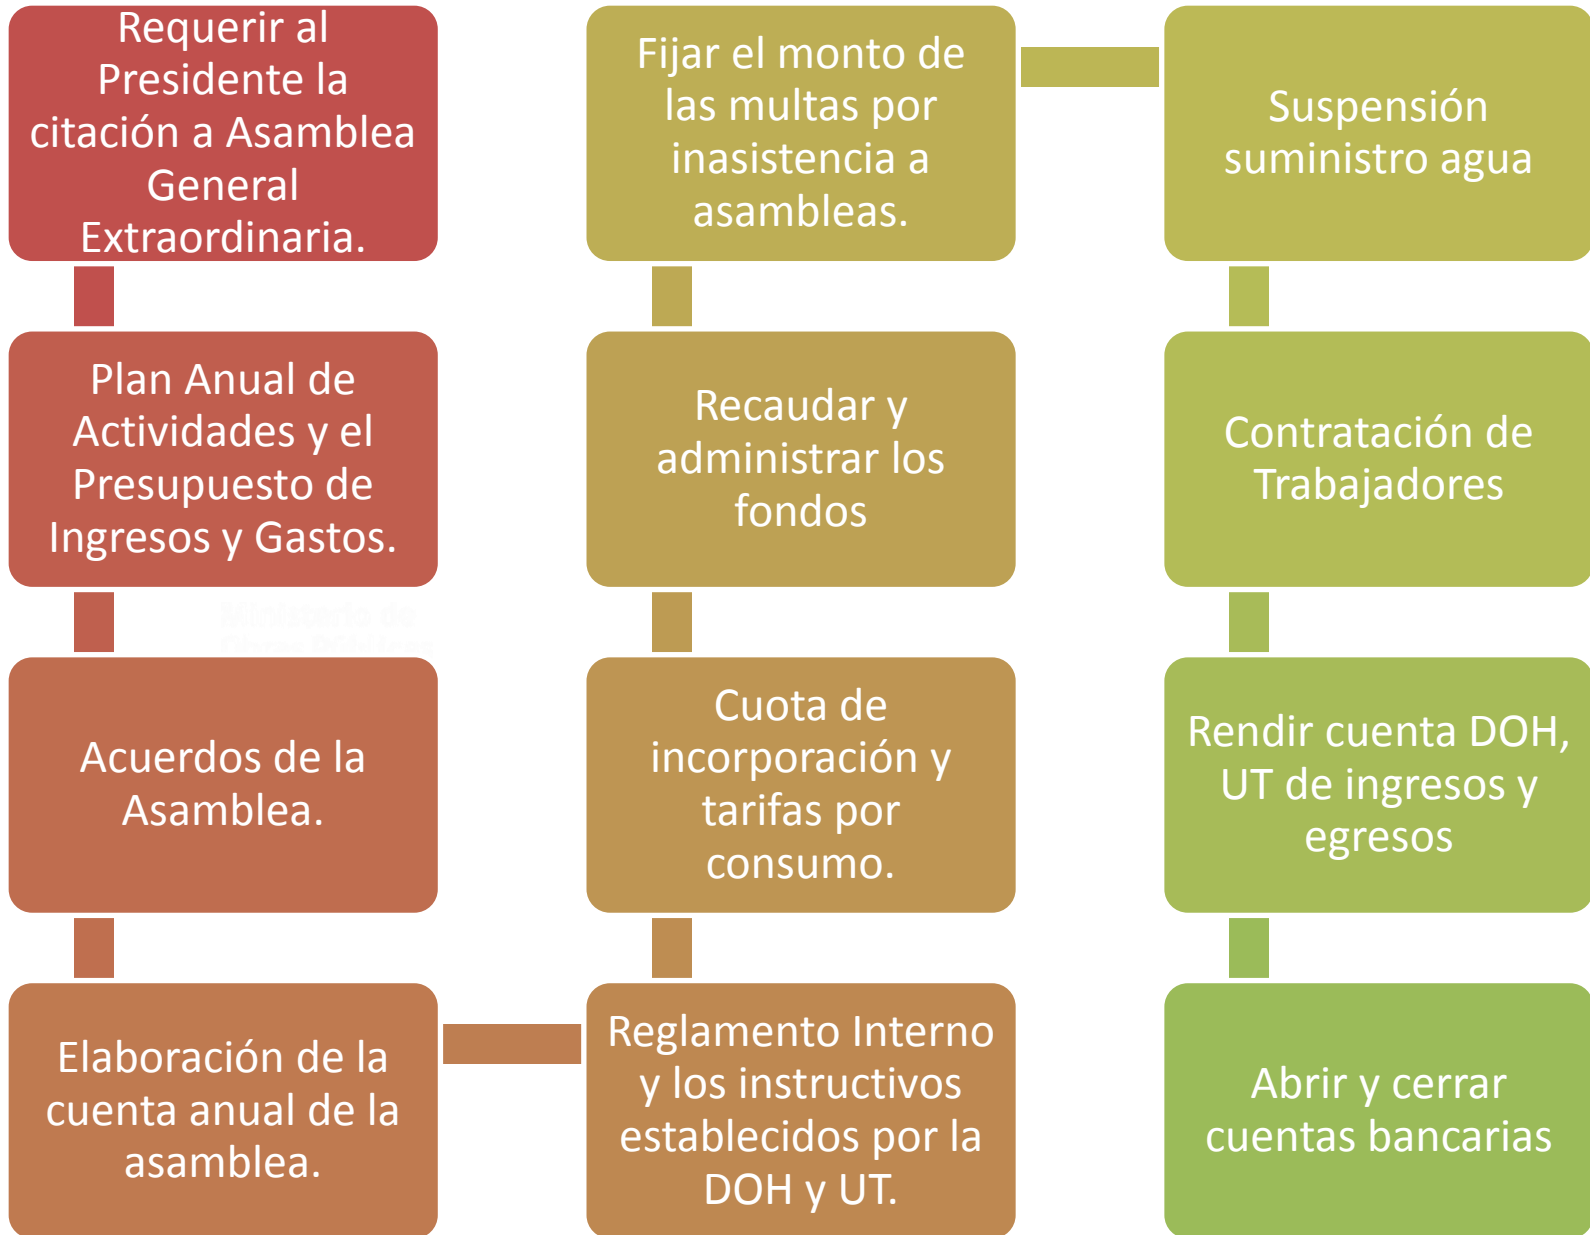 Requerir al
Presidente la
citación a Asamblea
General
Extraordinaria.
Plan Anual de
Actividades y el
Presupuesto de
Ingresos y Gastos.
Ministerio de
Acuerdos de la
Asamblea.
Elaboración de la
cuenta anual de la
asamblea.
Reglamento Interno
y los instructivos
establecidos por la
DOH y UT.
Cuota de
incorporación y
tarifas por
consumo.
Recaudar y
administrar los
fondos
Fijar el monto de
las multas por
inasistencia a
asambleas.
Suspensión
suministro agua
Contratación de
Trabajadores
Rendir cuenta DOH,
UT de ingresos y
egresos
Abrir y cerrar
cuentas bancarias